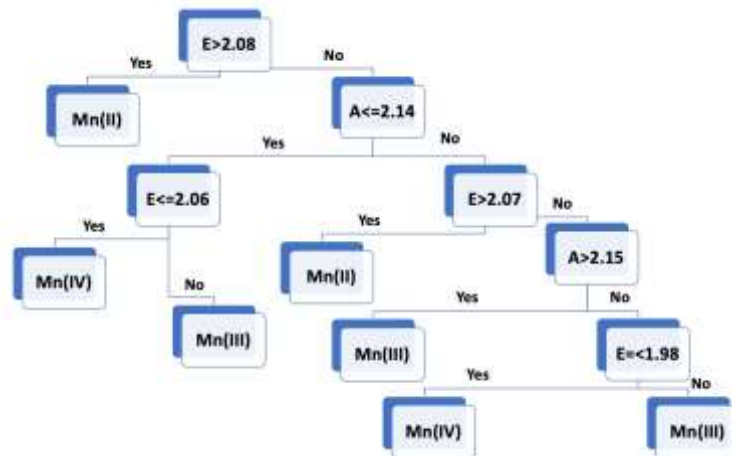 E>2.08
Yes
No
Mn(II)
A<=2.14
Yes
No
E<=2.06
E>2.07
Yes
No
Yes
No
Mn(IV)
Mn(II)
A>2.15
No
Yes
No
Mn(III)
Mn(III)
E=<1.98
Yes
No
Mn(IV)
Mn(III)